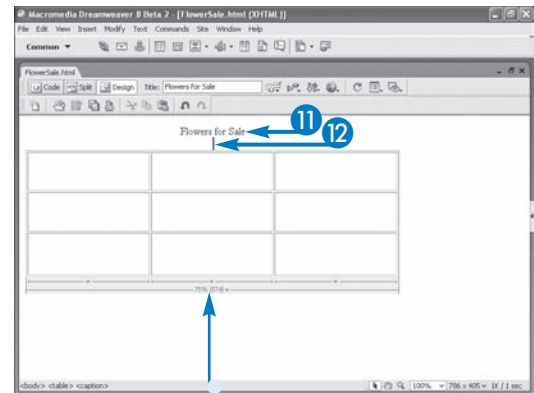 Macromedia Dreamweaver 8 Beta 2 - [FlowerSale.html (XHTML)]
File Edit View Insert Modify Text Commands Site Window Help
Common
FlowerSale.html
Code Split Design Title: Flowers for Sale
Flowers for Sale 11
12
75% (574)
<body> <table> <caption> 100% 786 x 405 1K / 1 sec